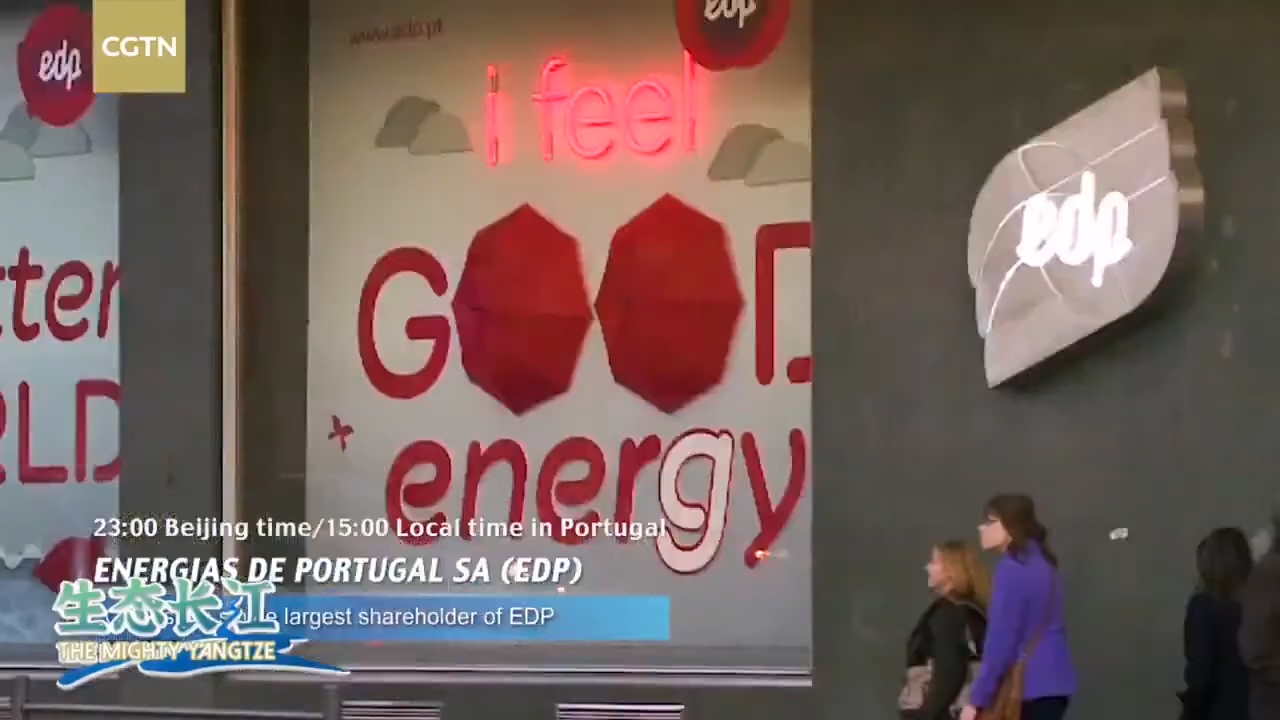 CGTN
edp
www.edp.pt
edp
i feel
GOOD
energy
edp
tter
RLD
23:00 Beijing time/15:00 Local time in Portugal
ENERGIAS DE PORTUGAL SA (EDP)
largest shareholder of EDP
生态长江
THE MIGHTY YANGTZE